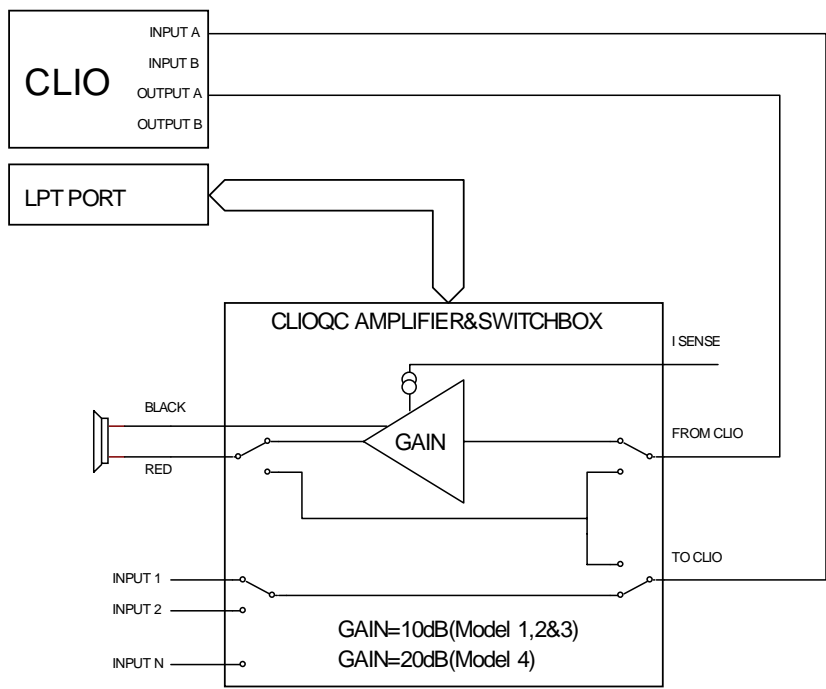 INPUT A
INPUT B
CLIO
OUTPUT A
OUTPUT B
LPT PORT
CLIOQC AMPLIFIER&SWITCHBOX
I SENSE
BLACK
GAIN
FROM CLIO
RED
TO CLIO
INPUT 1
INPUT 2
GAIN=10dB(Model 1,2&3)
GAIN=20dB(Model 4)
INPUT N